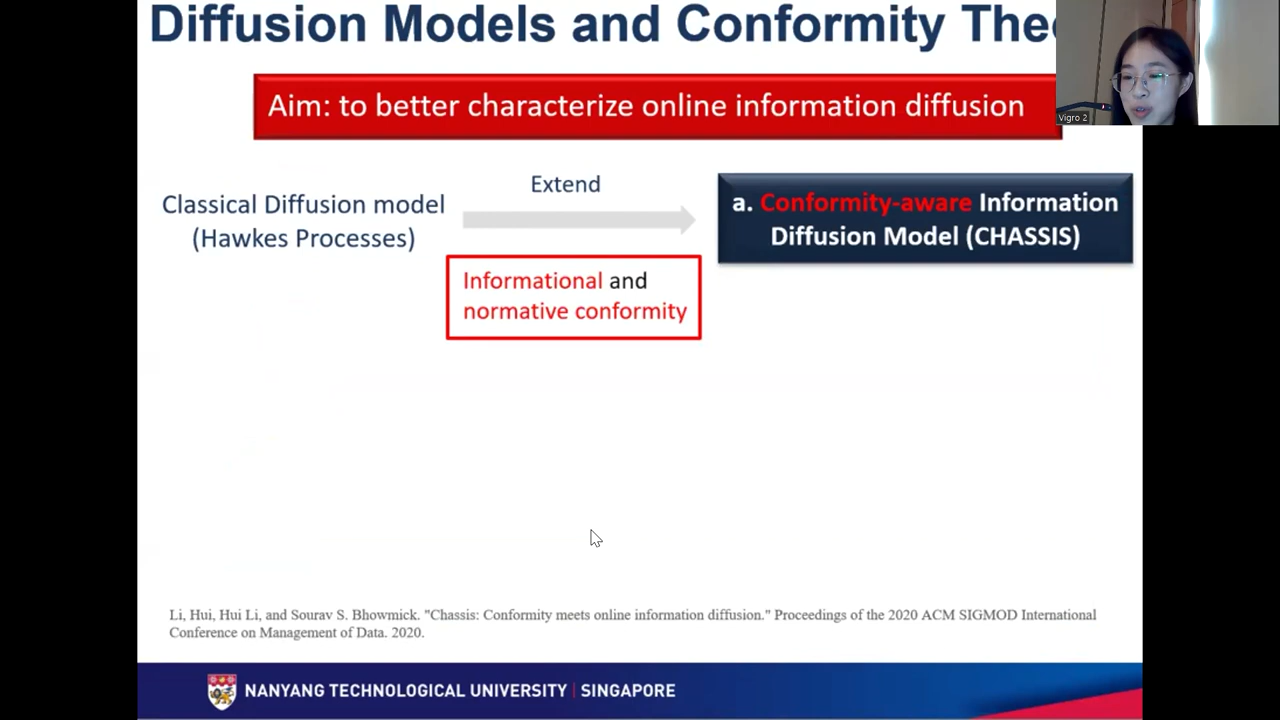 Diffusion Models and Conformity The
Aim: to better characterize online information diffusion
Vigro 2
Classical Diffusion model
(Hawkes Processes)
Extend
Informational and
normative conformity
a. Conformity-aware Information
Diffusion Model (CHASSIS)
Li, Hui, Hui Li, and Sourav S. Bhowmick. "Chassis: Conformity meets online information diffusion." Proceedings of the 2020 ACM SIGMOD International
Conference on Management of Data. 2020.
NANYANG TECHNOLOGICAL UNIVERSITY | SINGAPORE